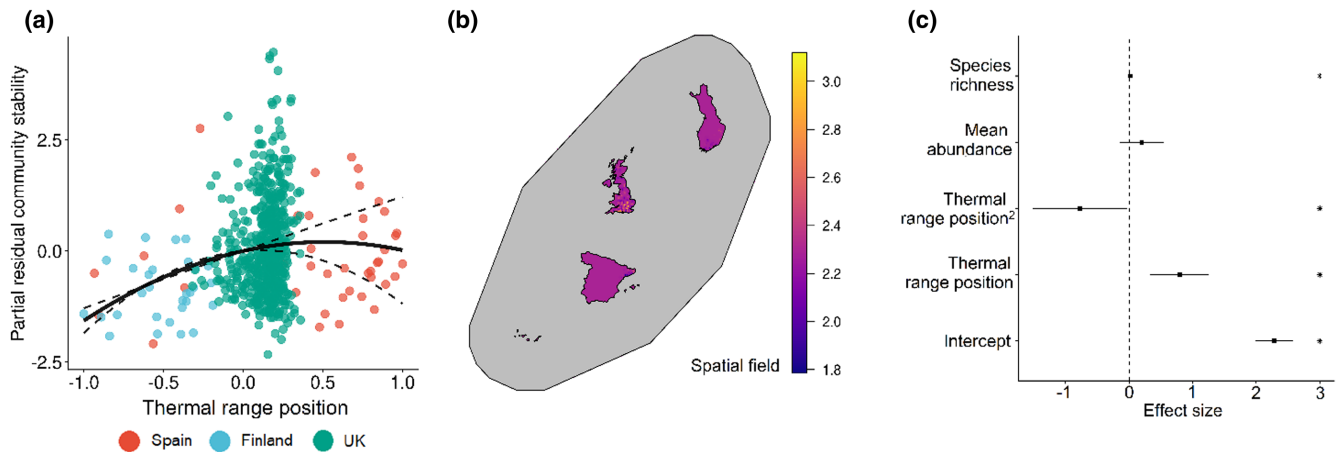 (a)
Partial residual community stability
2.5
0.0
-2.5
-1.0 -0.5 0.0 0.5 1.0
Thermal range position
Spain Finland UK
(b)
3.0
2.8
2.6
2.4
2.2
2.0
1.8
Spatial field
(c)
Species
richness
*
Mean
abundance
Thermal
range position2
*
Thermal
range position
*
Intercept
*
-1 0 1 2 3
Effect size